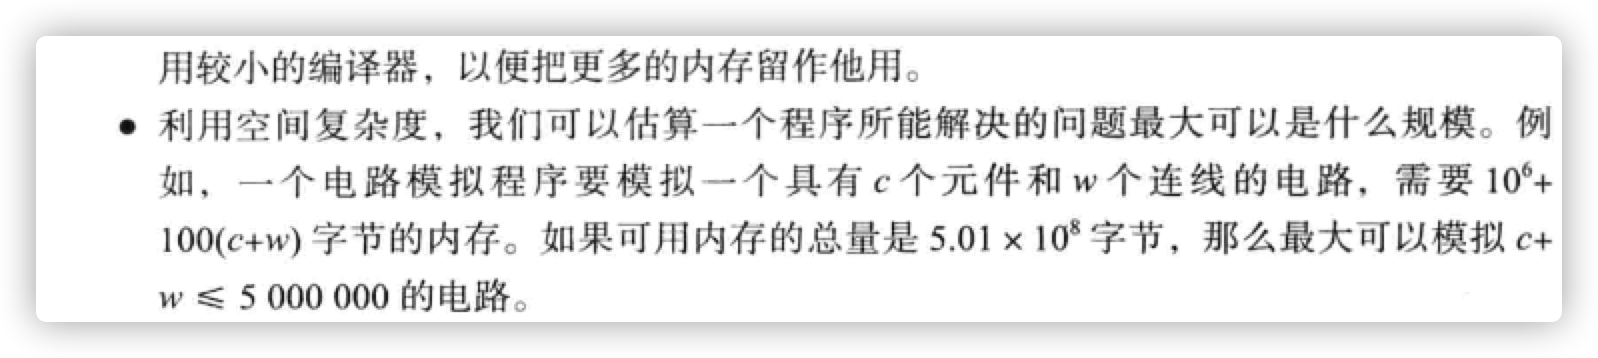 用较小的编译器，以便把更多的内存留作他用。
● 利用空间复杂度，我们可以估算一个程序所能解决的问题最大可以是什么规模。例
如，一个电路模拟程序要模拟一个具有 c 个元件和 w 个连线的电路，需要 10⁶+
100(c+w) 字节的内存。如果可用内存的总量是 5.01 × 10⁸ 字节，那么最大可以模拟 c+
w ⩽ 5 000 000 的电路。